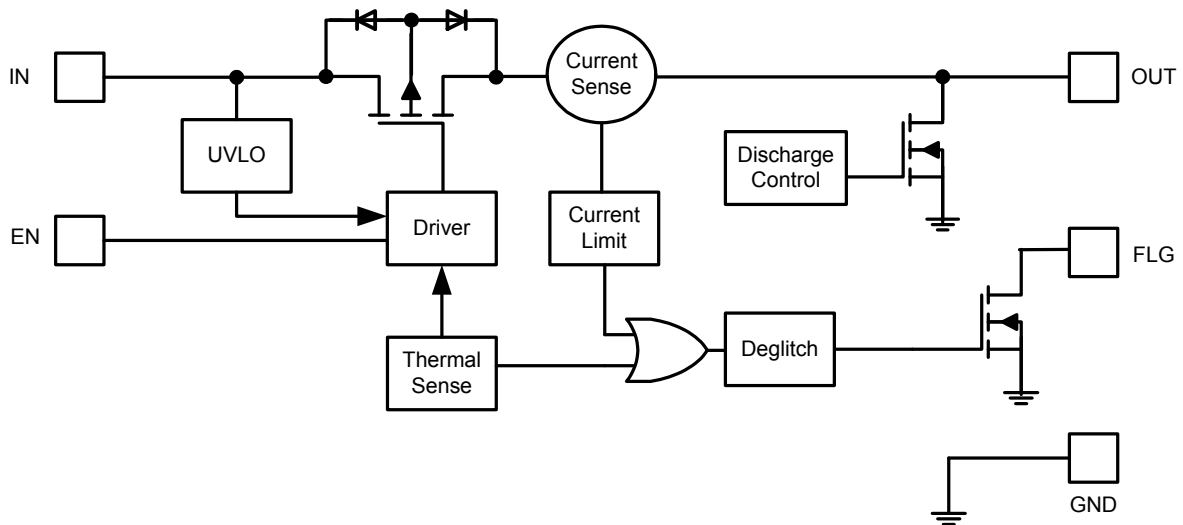 IN
Current
Sense
OUT
UVLO
Discharge
Control
EN
Driver
Current
Limit
FLG
Thermal
Sense
Deglitch
GND